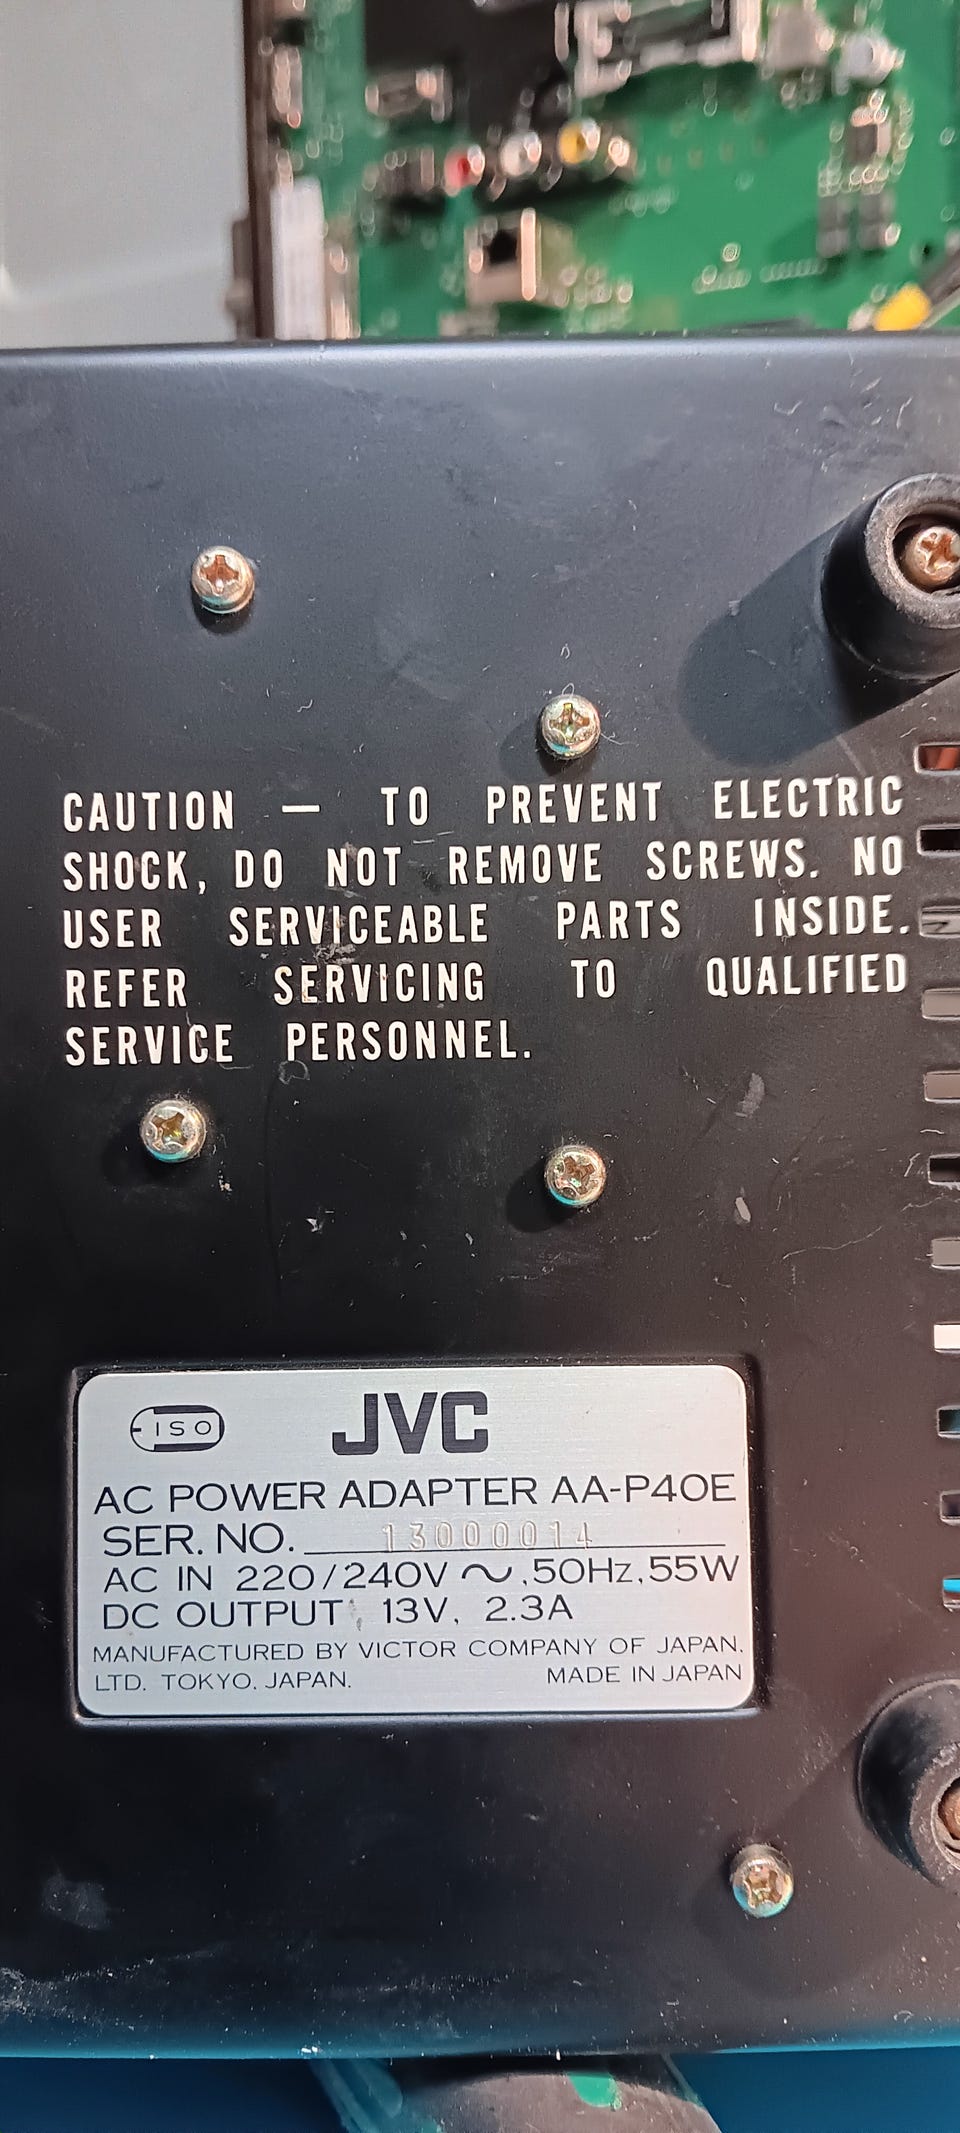 CAUTION — TO PREVENT ELECTRIC
SHOCK, DO NOT REMOVE SCREWS. NO
USER SERVICEABLE PARTS INSIDE.
REFER SERVICING TO QUALIFIED
SERVICE PERSONNEL.
ISO JVC
AC POWER ADAPTER AA-P40E
SER. NO. 13000014
AC IN 220/240V ~ .50Hz.55W
DC OUTPUT 13V. 2.3A
MANUFACTURED BY VICTOR COMPANY OF JAPAN.
LTD. TOKYO. JAPAN. MADE IN JAPAN